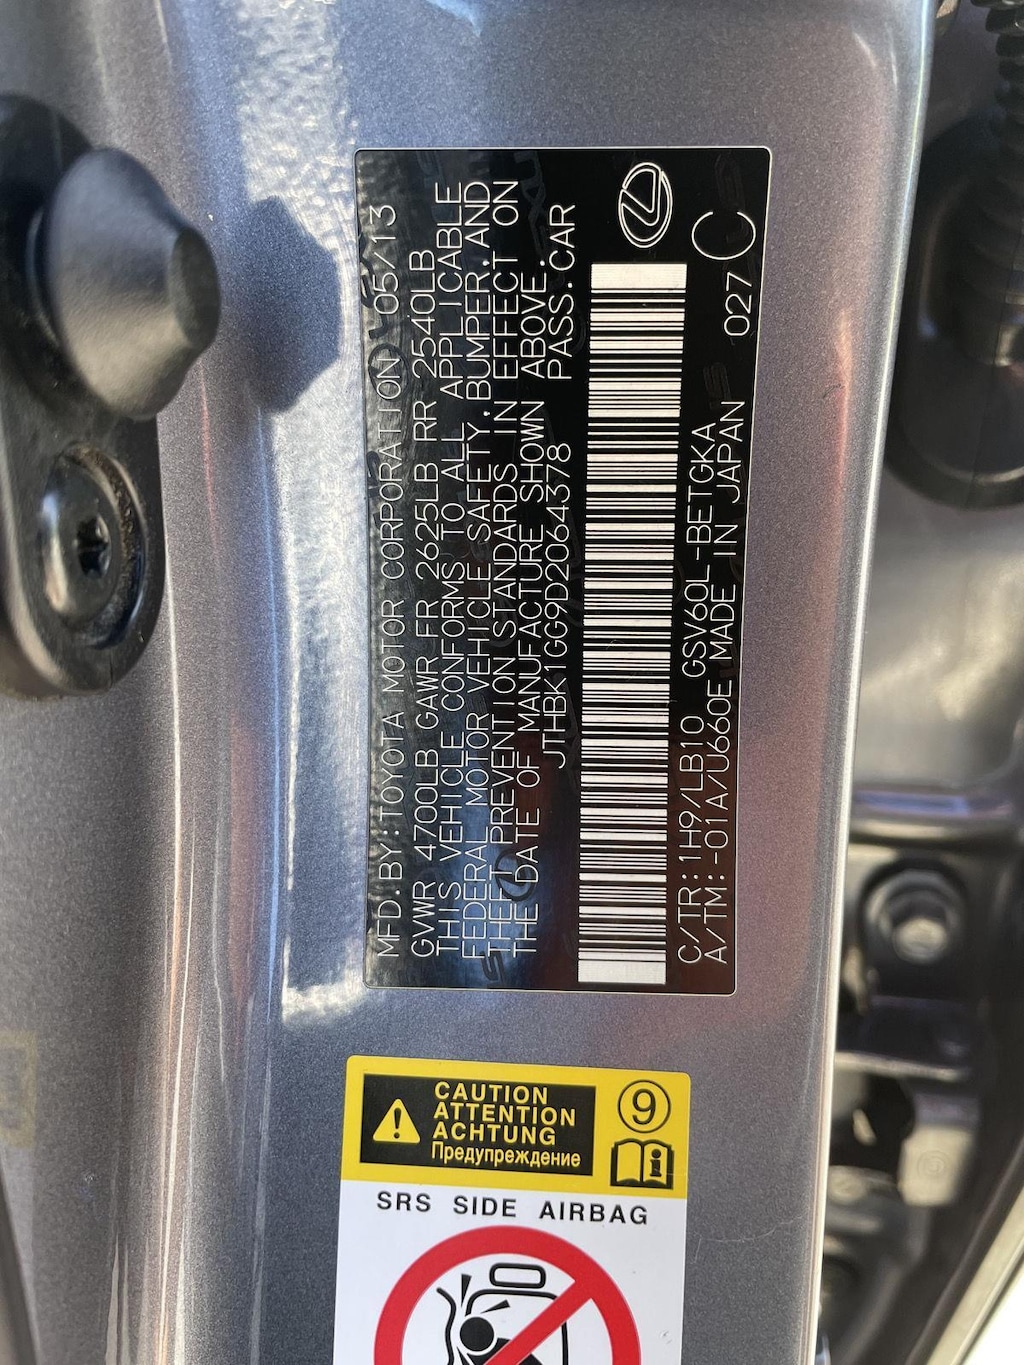 MFD.BY:TOYOTA MOTOR CORPORATION 05/13
GVWR 4700LB GAWR FR 2625LB RR 2540LB
THIS VEHICLE CONFORMS TO ALL APPLICABLE
FEDERAL MOTOR VEHICLE SAFETY,BUMPER,AND
THEFT PREVENTION STANDARDS IN EFFECT ON
THE DATE OF MANUFACTURE SHOWN ABOVE.
JTHBK1GG9D2064378 PASS.CAR
C/TR:1H9/LB10 GSV60L-BETGKA
A/TM:-01A/U660E MADE IN JAPAN 027 C
CAUTION
ATTENTION
ACHTUNG
Предупреждение
9
SRS SIDE AIRBAG